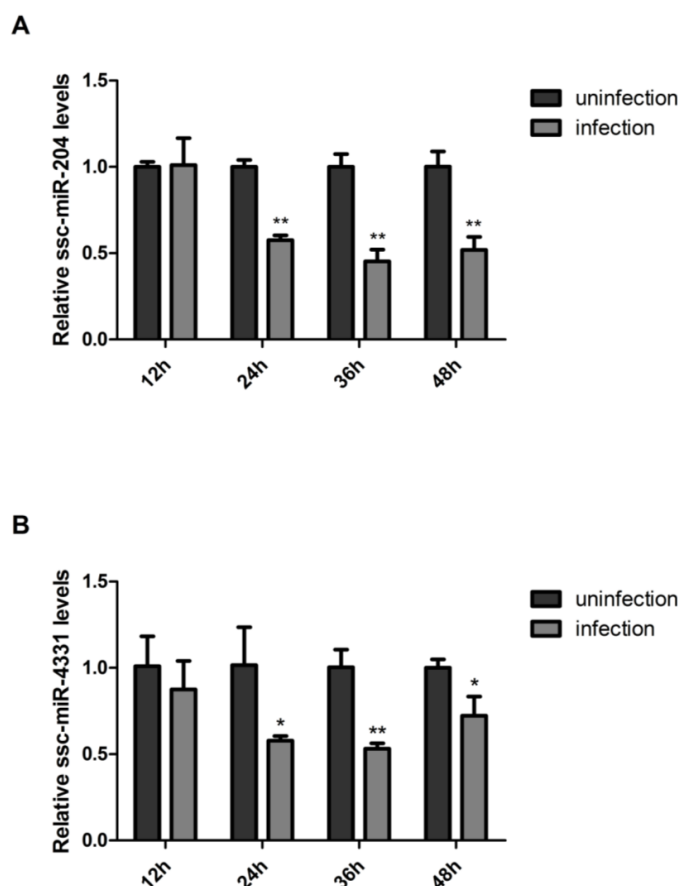 A
Relative ssc-miR-204 levels
1.5
1.0
0.5
0.0
** ** **
12h 24h 36h 48h
uninfection
infection
B
Relative ssc-miR-4331 levels
1.5
1.0
0.5
0.0
* ** *
12h 24h 36h 48h
uninfection
infection